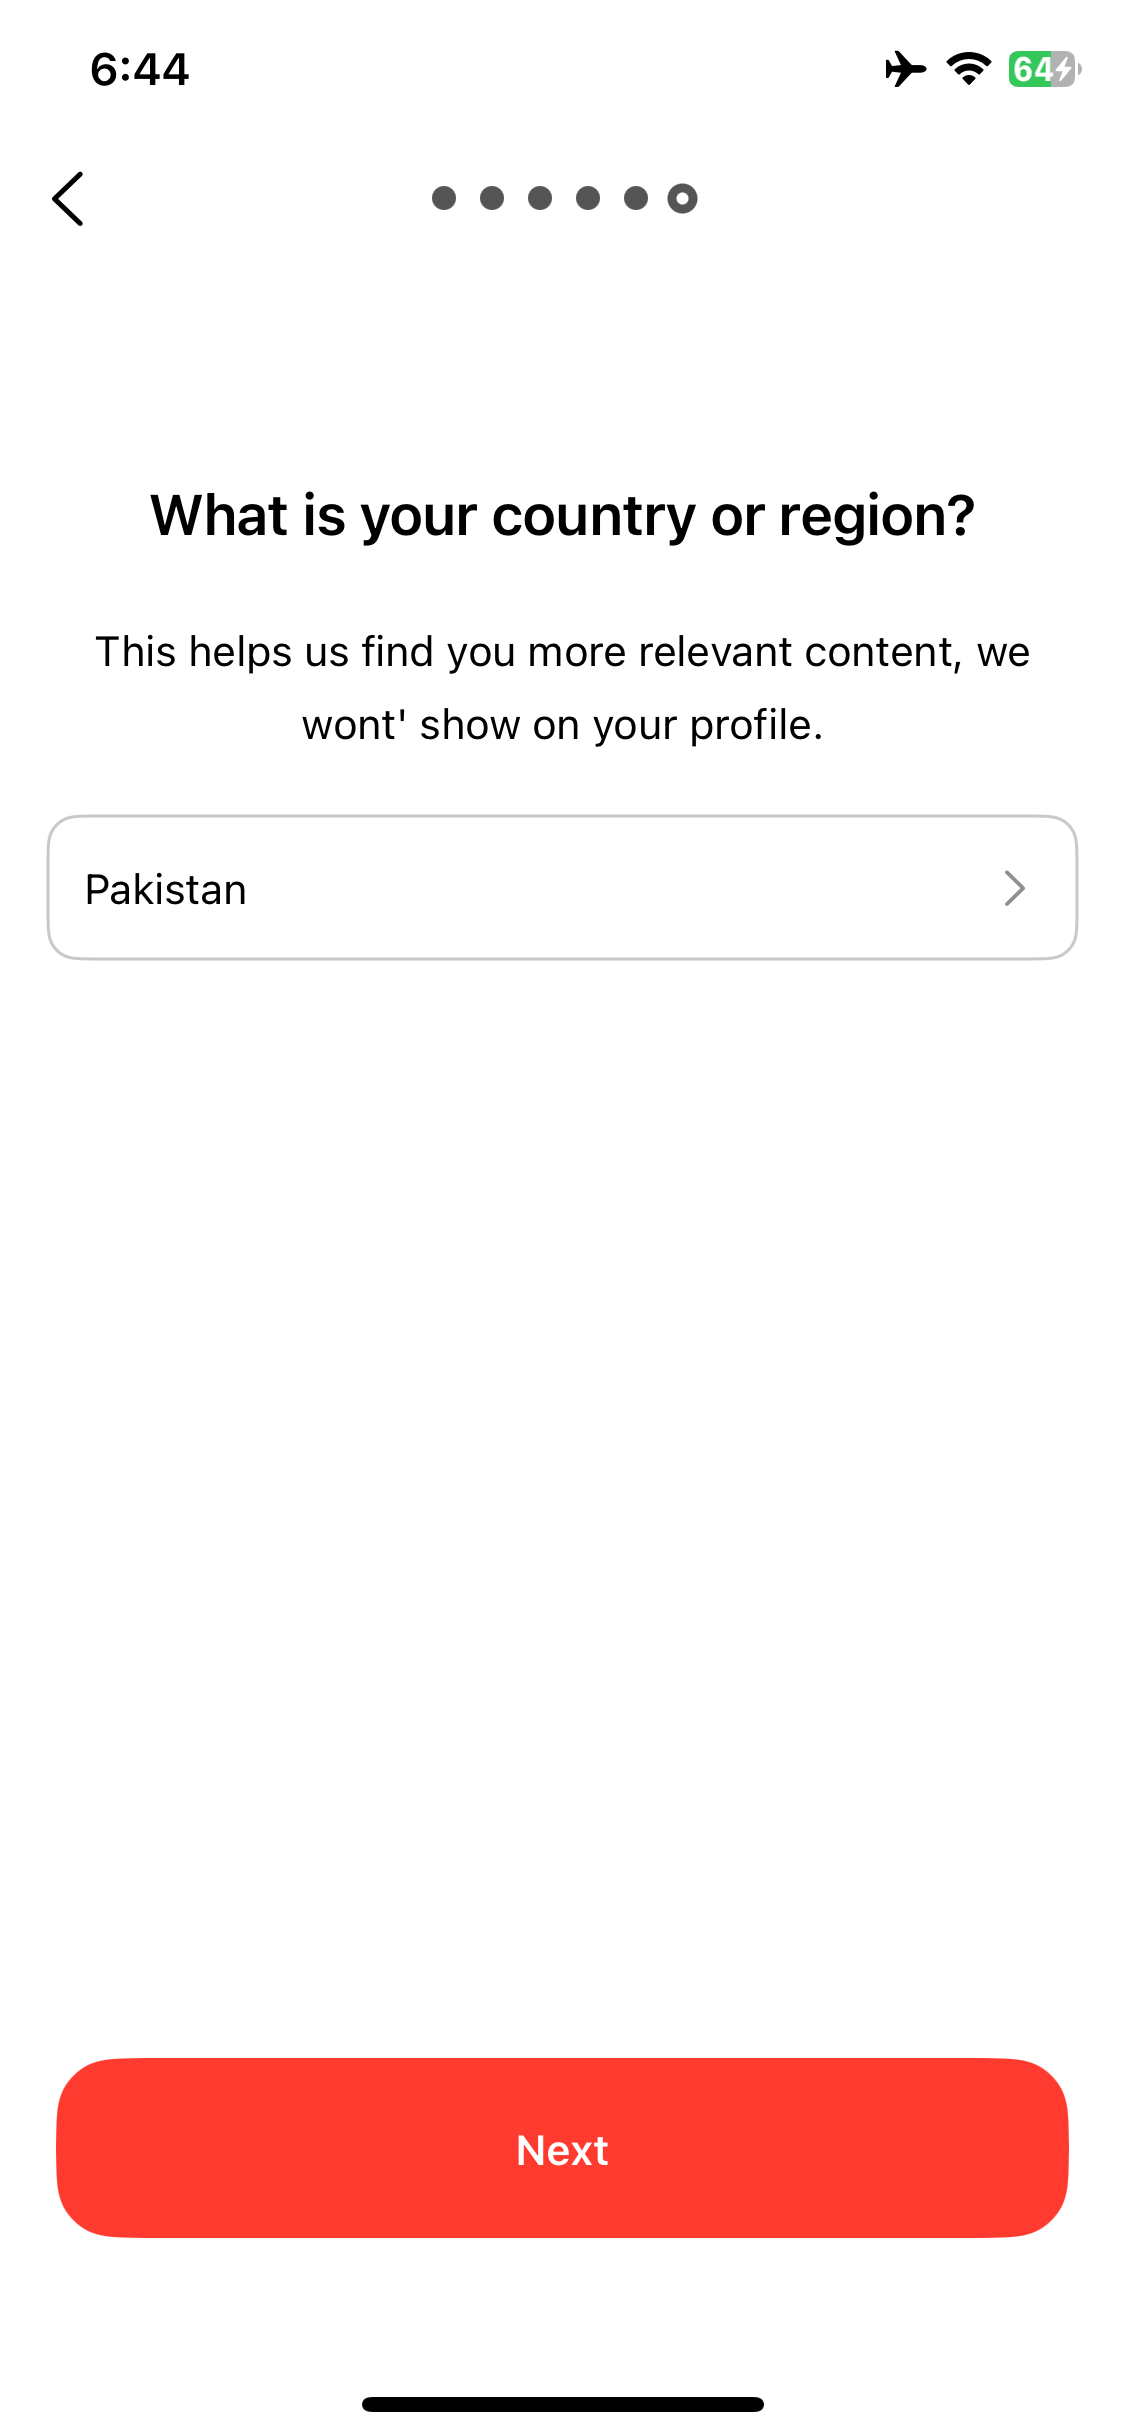 6:44
64
What is your country or region?
This helps us find you more relevant content, we
wont' show on your profile.
Pakistan
Next